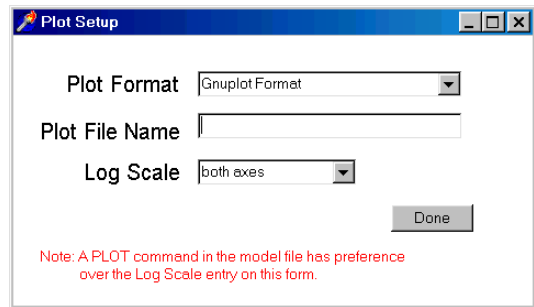 Plot Setup
Plot Format Gnuplot Format
Plot File Name
Log Scale both axes
Done
Note: A PLOT command in the model file has preference
over the Log Scale entry on this form.